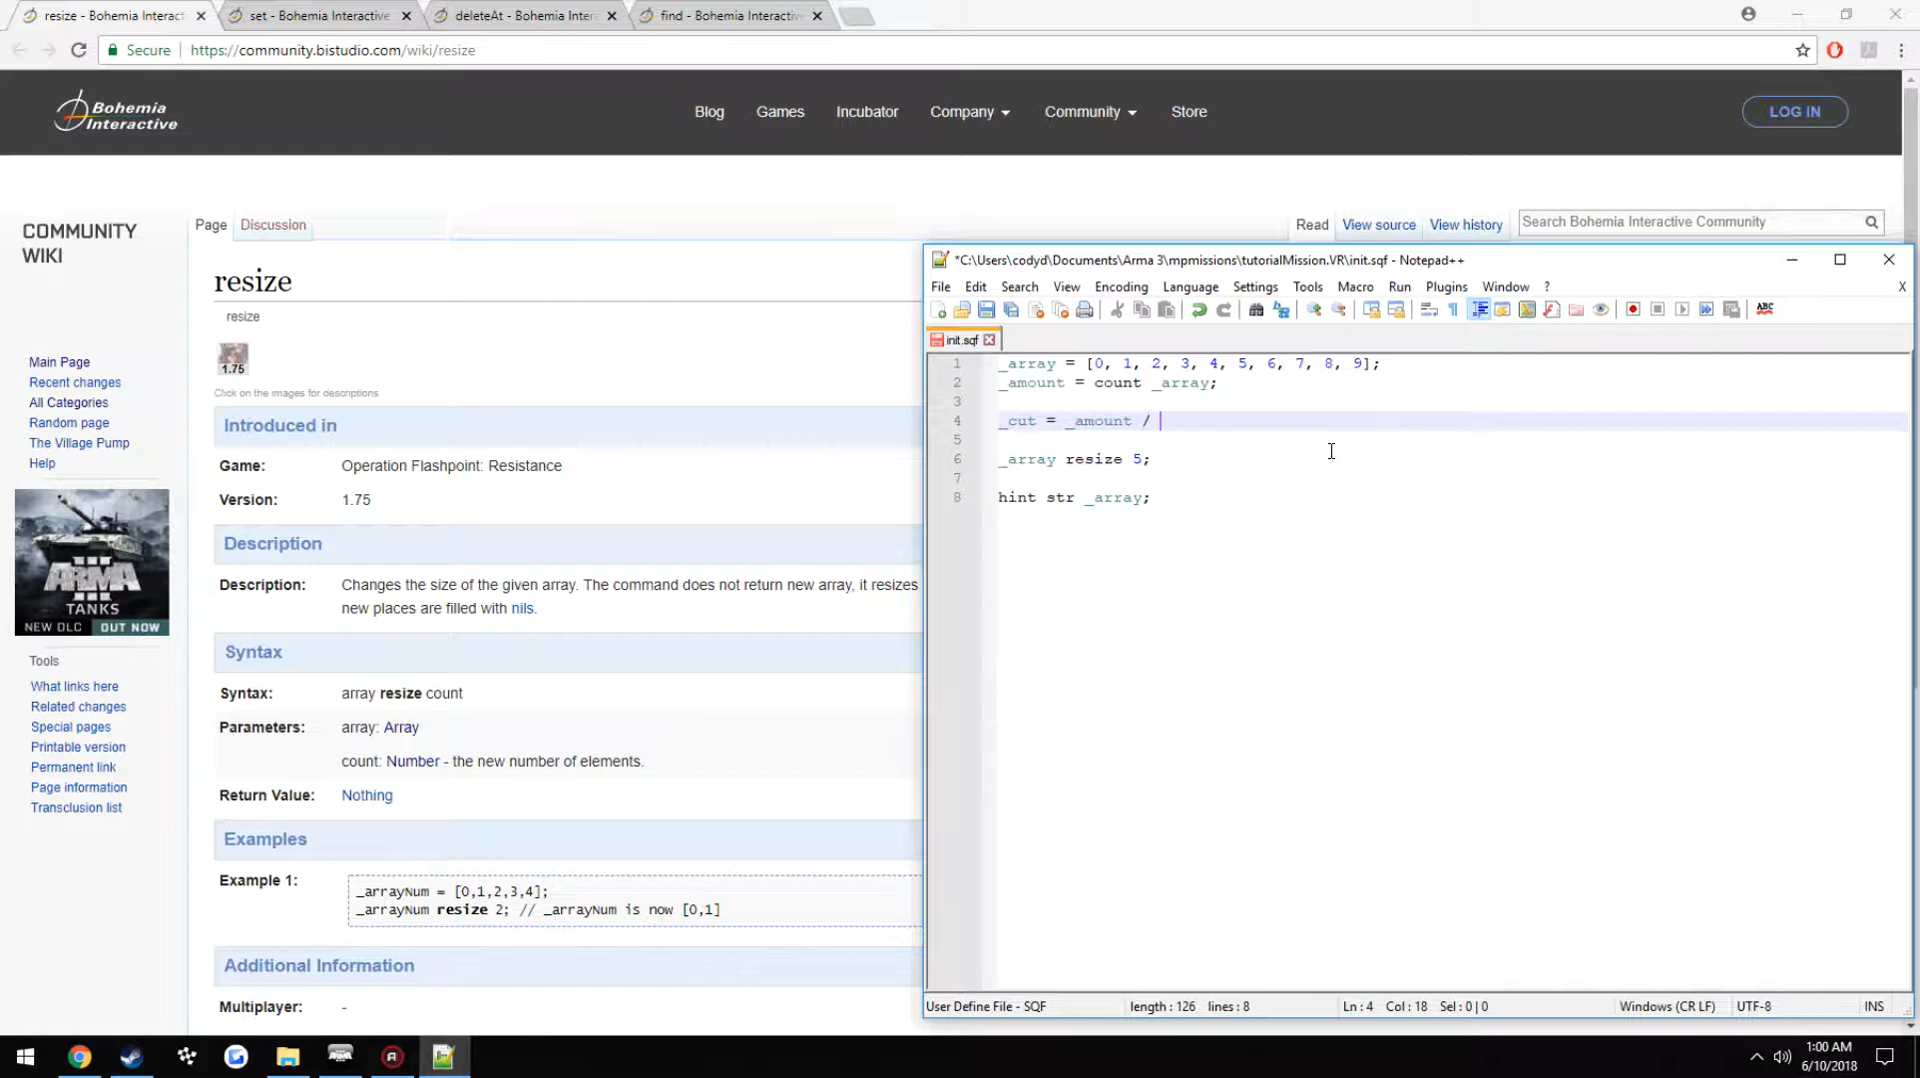 resize - Bohemia Interact
set - Bohemia Interactive
deleteAt - Bohemia Inter
find - Bohemia Interactiv
Secure https://community.bistudio.com/wiki/resize
Bohemia
Interactive
Blog Games Incubator Company Community Store
LOG IN
COMMUNITY
WIKI
Page Discussion
Read View source View history Search Bohemia Interactive Community
resize
resize
1.75
Click on the images for descriptions
Main Page
Recent changes
All Categories
Random page
The Village Pump
Help
ARMA
III
TANKS
NEW DLC OUT NOW
Tools
What links here
Related changes
Special pages
Printable version
Permanent link
Page information
Transclusion list
Introduced in
Game: Operation Flashpoint: Resistance
Version: 1.75
Description
Description: Changes the size of the given array. The command does not return new array, it resizes
new places are filled with nils.
Syntax
Syntax: array resize count
Parameters: array: Array
count: Number - the new number of elements.
Return Value: Nothing
Examples
Example 1: _arrayNum = [0,1,2,3,4];
_arrayNum resize 2; // _arrayNum is now [0,1]
Additional Information
Multiplayer: -
*C:\Users\codyd\Documents\Arma 3\mpmissions\tutorialMission.VR\init.sqf - Notepad++
File Edit Search View Encoding Language Settings Tools Macro Run Plugins Window ? X
ABC
init.sqf
1 _array = [0, 1, 2, 3, 4, 5, 6, 7, 8, 9];
2 _amount = count _array;
3
4 _cut = _amount /
5
6 _array resize 5;
7
8 hint str _array;
User Define File - SQF length : 126 lines : 8 Ln : 4 Col : 18 Sel : 0 | 0 Windows (CR LF) UTF-8 INS
1:00 AM
6/10/2018